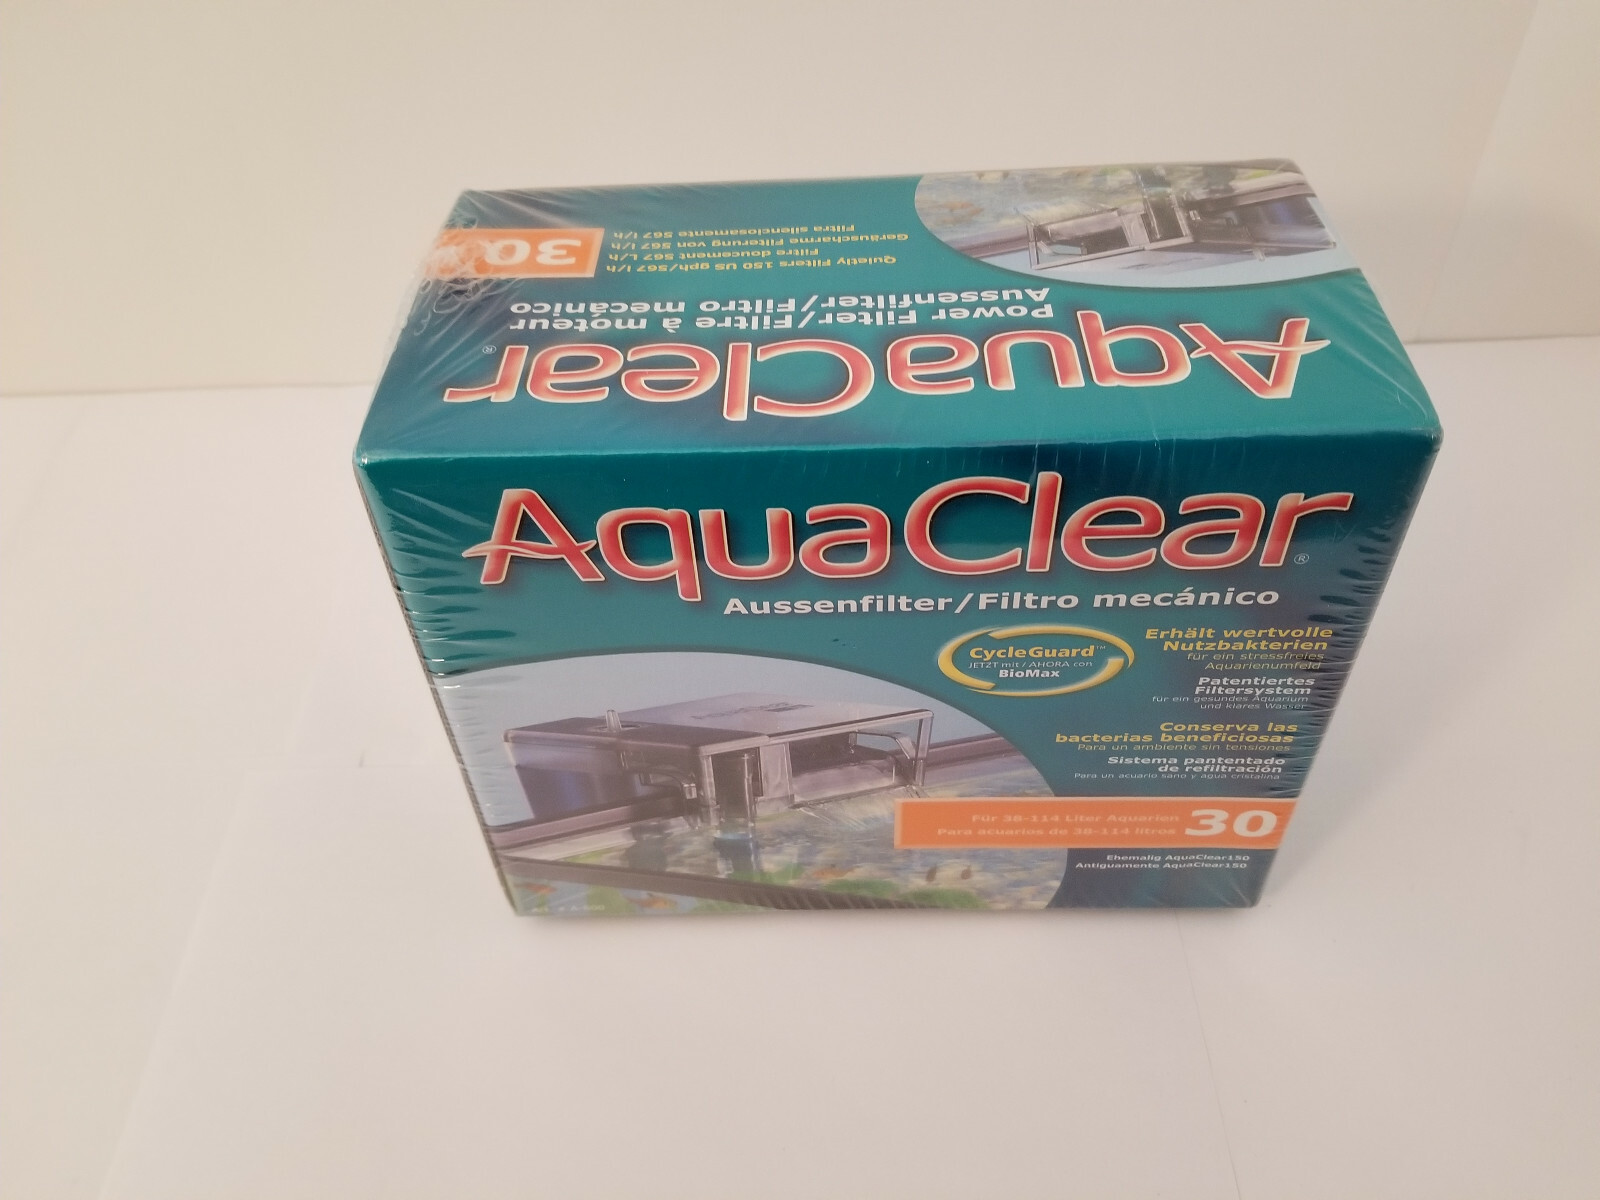 AquaClear®
Power Filter/Filtre à moteur
Aussenfilter/Filtro mecánico
Quietly Filters 150 US gph/567 l/h
Filtre doucement 567 L/h
Geräuscharme Filterung von 567 l/h
Filtra silenciosamente 567 l/h
30
AquaClear®
Aussenfilter/Filtro mecánico
CycleGuard™
JETZT mit / AHORA con
BioMax
Erhält wertvolle
Nutzbakterien
für ein stressfreies
Aquarienumfeld
Patentiertes
Filtersystem
für ein gesundes Aquarium
und klares Wasser
Conserva las
bacterias beneficiosas
Para un ambiente sin tensiones
Sistema pantentado
de refiltración
Para un acuario sano y agua cristalina
Für 38-114 Liter Aquarien
Para acuarios de 38-114 litros
30
Ehemalig AquaClear150
Antiguamente AquaClear150